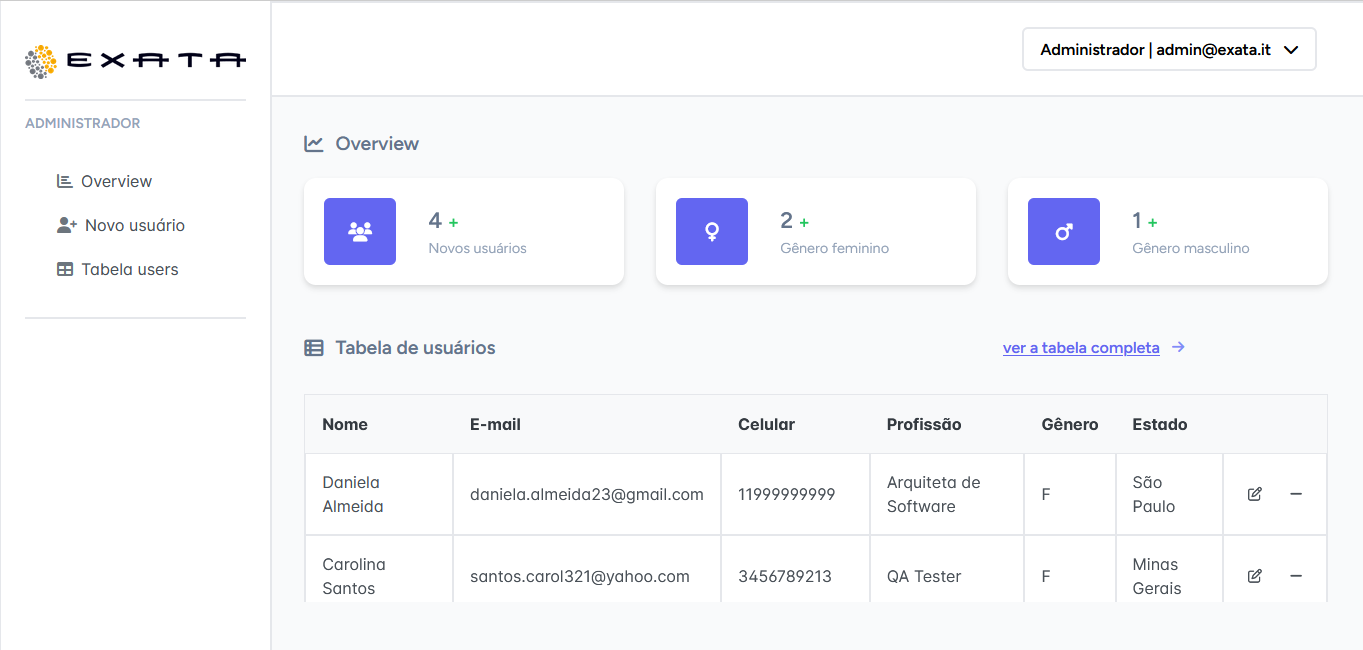 EXATA
Administrador | admin@exata.it
ADMINISTRADOR
Overview
Novo usuário
Tabela users
Overview
4 +
Novos usuários
2 +
Gênero feminino
1 +
Gênero masculino
Tabela de usuários
ver a tabela completa →
Nome E-mail Celular Profissão Gênero Estado
Daniela
Almeida
daniela.almeida23@gmail.com
11999999999
Arquiteta de
Software
F
São
Paulo
Carolina
Santos
santos.carol321@yahoo.com
3456789213
QA Tester
F
Minas
Gerais